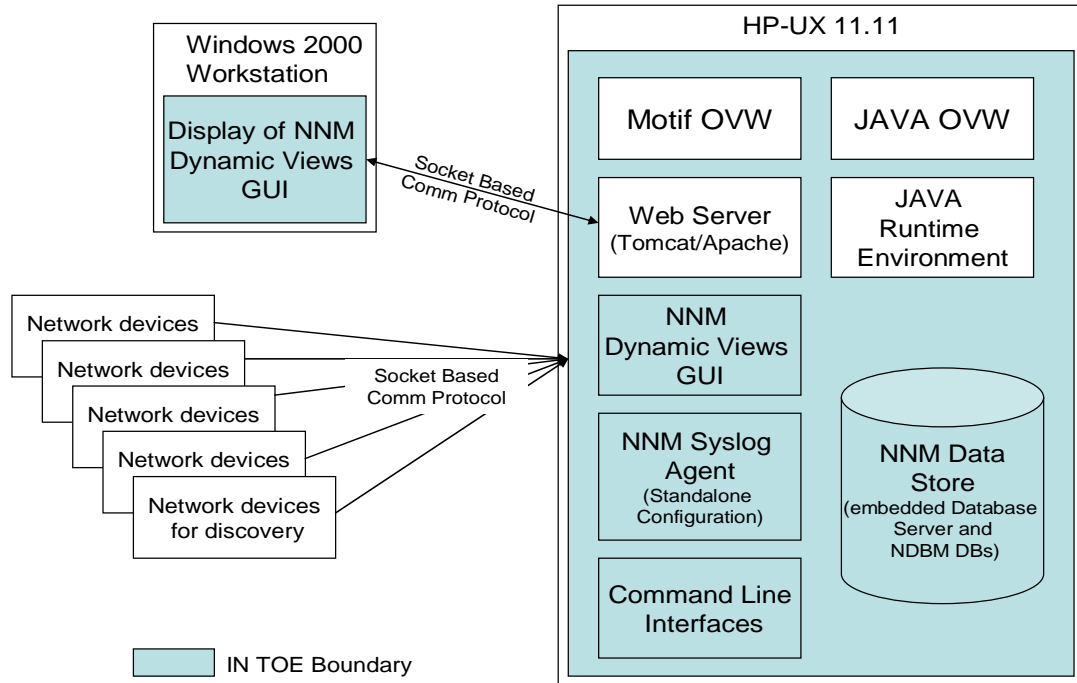 Windows 2000
Workstation
Display of NNM
Dynamic Views
GUI
Socket Based
Comm Protocol
HP-UX 11.11
Motif OVW
JAVA OVW
Web Server
(Tomcat/Apache)
JAVA
Runtime
Environment
NNM
Dynamic Views
GUI
NNM Syslog
Agent
(Standalone
Configuration)
NNM Data
Store
(embedded Database
Server and
NDBM DBs)
Command Line
Interfaces
Network devices
Network devices
Network devices
Network devices
Network devices
for discovery
Socket Based
Comm Protocol
IN TOE Boundary